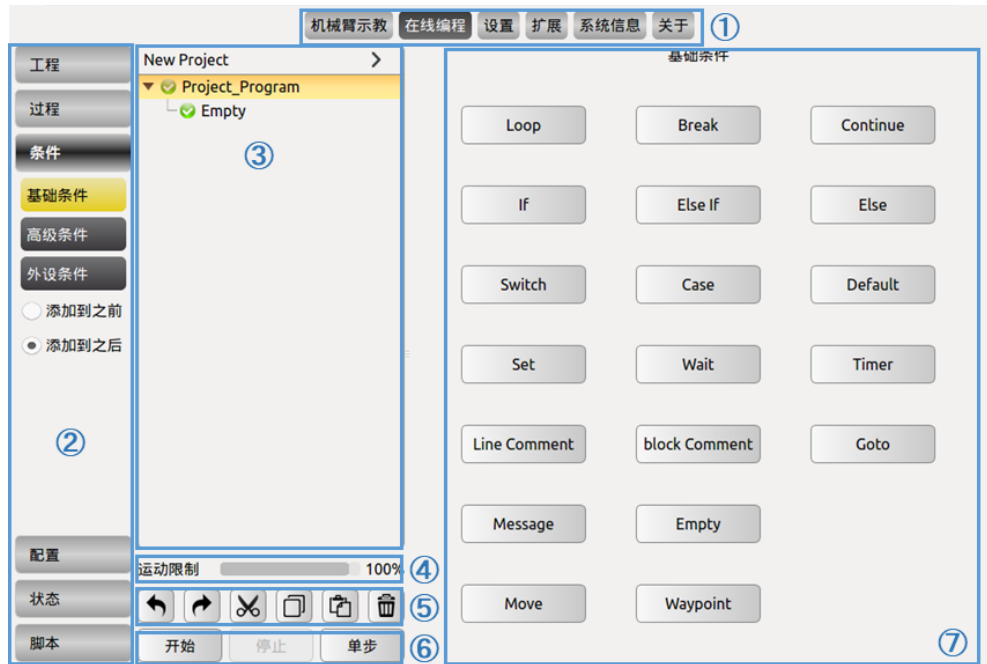 机械臂示教 在线编程 设置 扩展 系统信息 关于 ①
工程
过程
条件
基础条件
高级条件
外设条件
添加到之前
添加到之后
②
配置
状态
脚本
New Project
Project_Program
Empty
③
运动限制 100% ④
⑤
开始 停止 单步 ⑥
基础条件
Loop Break Continue
If Else If Else
Switch Case Default
Set Wait Timer
Line Comment block Comment Goto
Message Empty
Move Waypoint
⑦